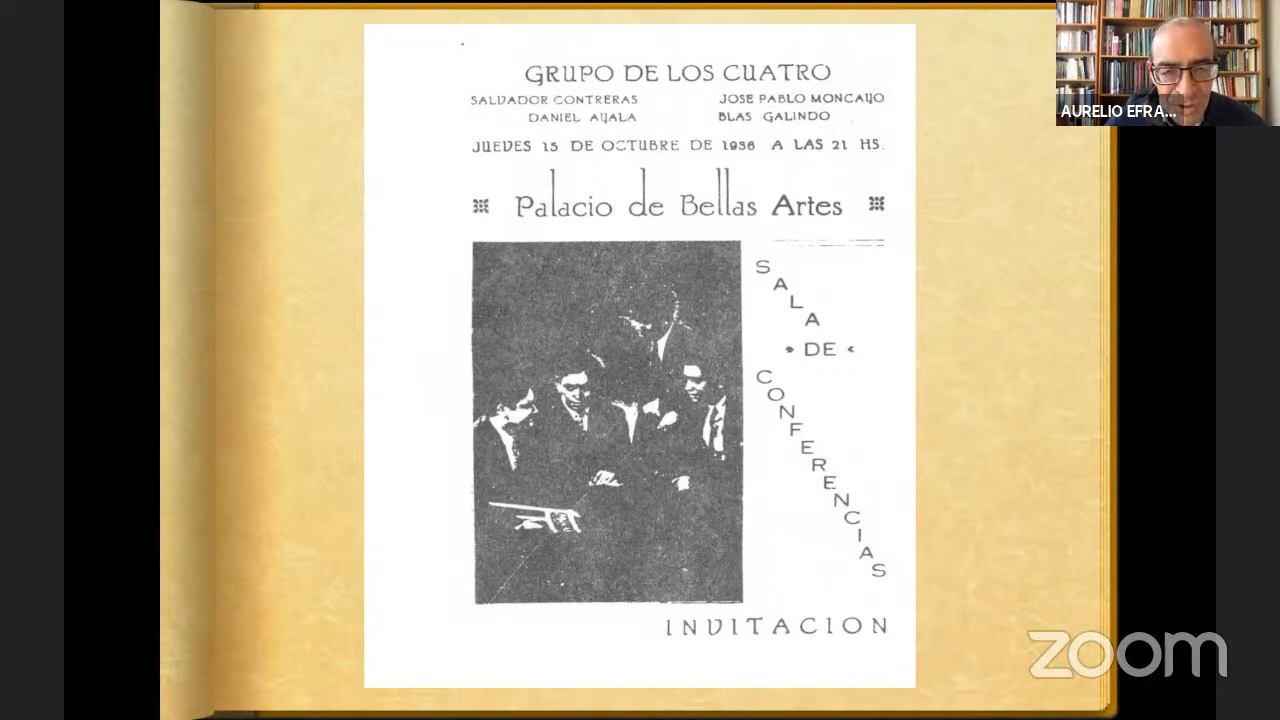 GRUPO DE LOS CUATRO
SALVADOR CONTRERAS
JOSE PABLO MONCAYO
DANIEL AYALA
BLAS GALINDO
JUEVES 15 DE OCTUBRE DE 1936 A LAS 21 HS.
Palacio de Bellas Artes
SALA
DE
CONFERENCIAS
INVITACION
AURELIO EFRA...
zoom